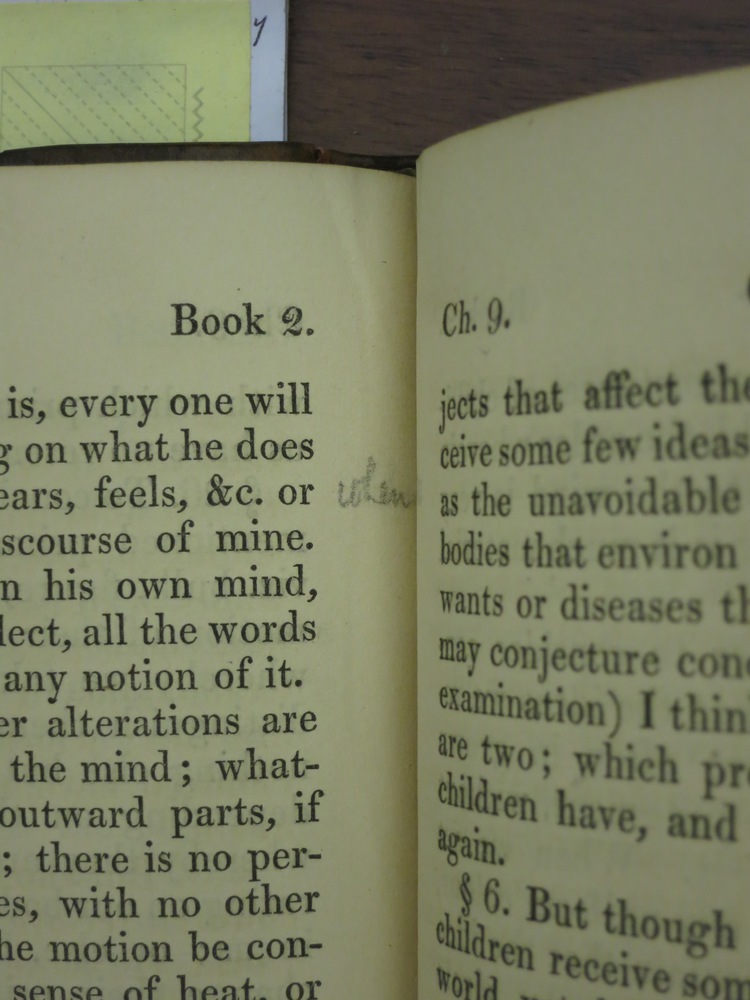 y
Book 2.
is, every one will
g on what he does
ears, feels, &c. or when
scourse of mine.
n his own mind,
lect, all the words
any notion of it.
er alterations are
the mind; what-
outward parts, if
; there is no per-
es, with no other
he motion be con-
sense of heat, or
Ch. 9.
jects that affect the
ceive some few ideas
as the unavoidable
bodies that environ
wants or diseases th
may conjecture con
examination) I thin
are two; which pr
children have, and
again.
§ 6. But though
children receive som
world,